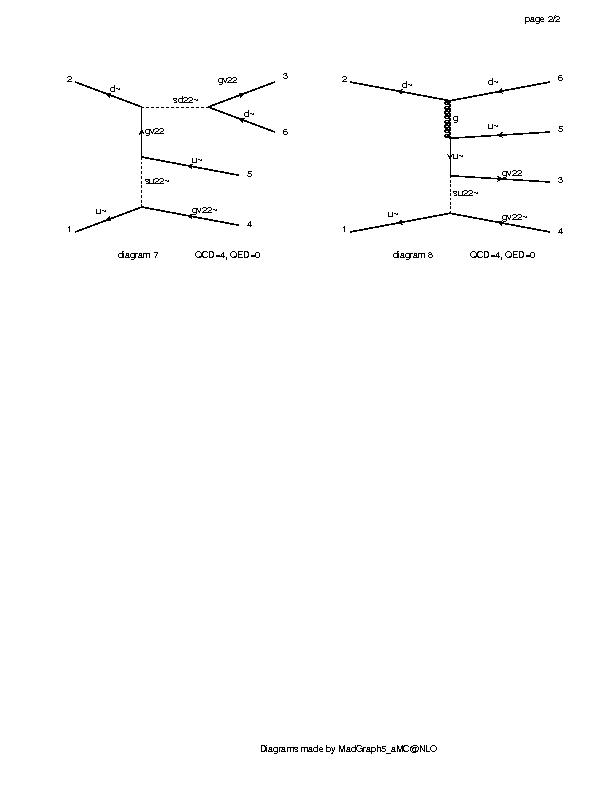 page 2/2
2
d~
sd22~
gv22
3
d~
6
gv22
u~
5
su22~
u~
gv22~
1
4
diagram 7 QCD=4, QED=0
2
d~
d~
6
g
u~
5
u~
gv22
3
su22~
u~
gv22~
1
4
diagram 8 QCD=4, QED=0
Diagrams made by MadGraph5_aMC@NLO